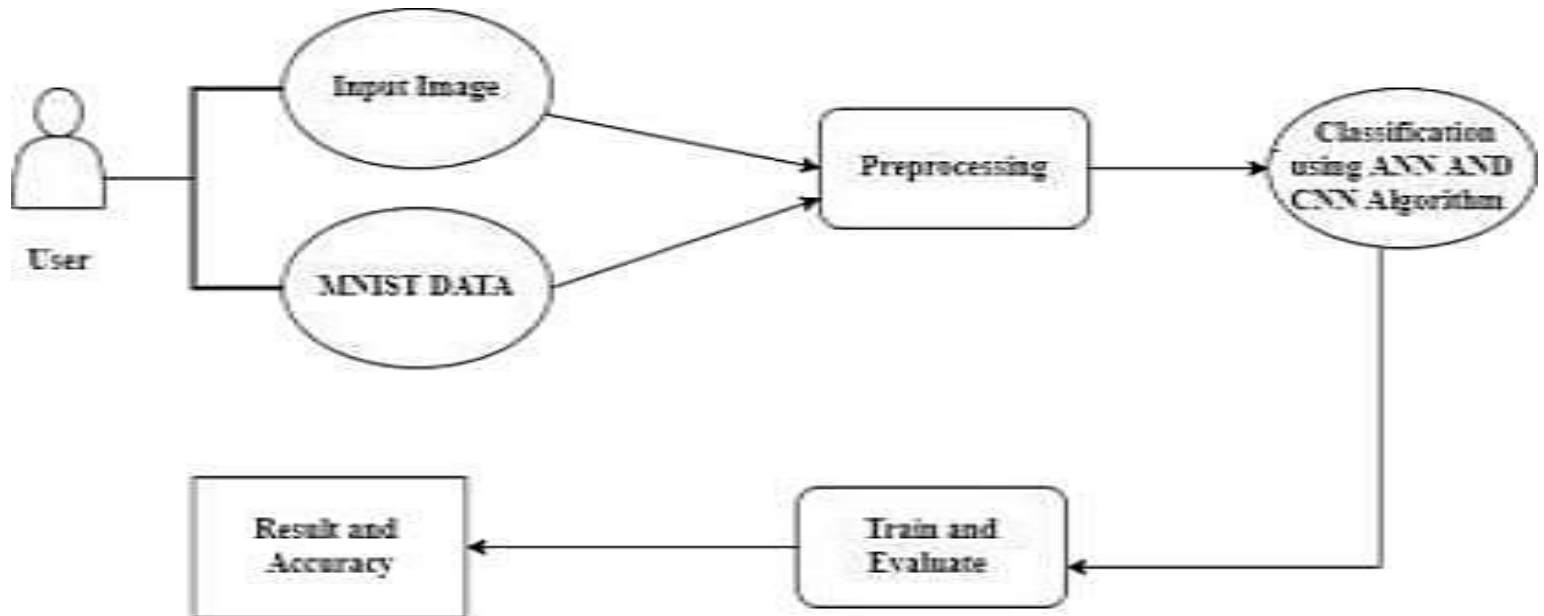 Input Image
User
MNIST DATA
Preprocessing
Classification
using ANN AND
CNN Algorithm
Train and
Evaluate
Result and
Accuracy